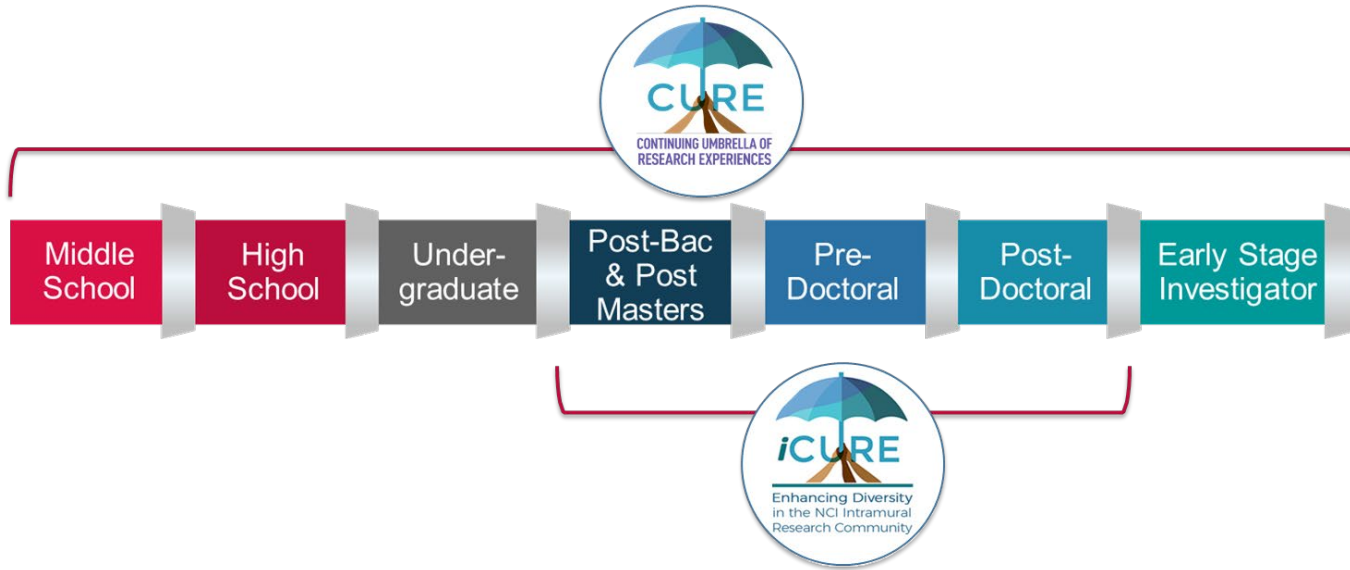 CURE
CONTINUING UMBRELLA OF
RESEARCH EXPERIENCES
Middle
School
High
School
Under-
graduate
Post-Bac
& Post
Masters
Pre-
Doctoral
Post-
Doctoral
Early Stage
Investigator
iCURE
Enhancing Diversity
in the NCI Intramural
Research Community